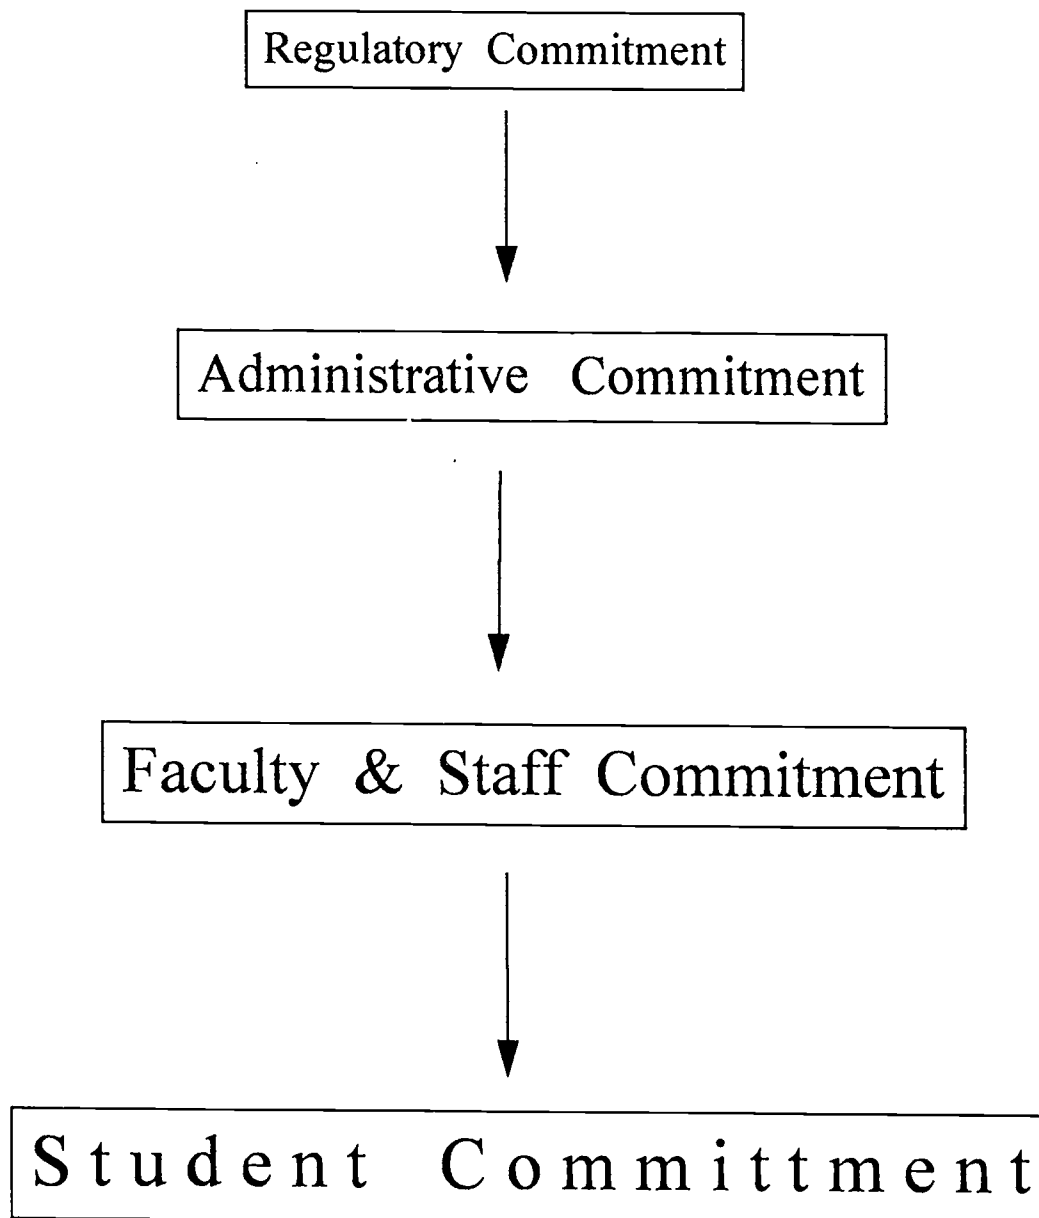 Regulatory Commitment
Administrative Commitment
Faculty & Staff Commitment
Student Committment